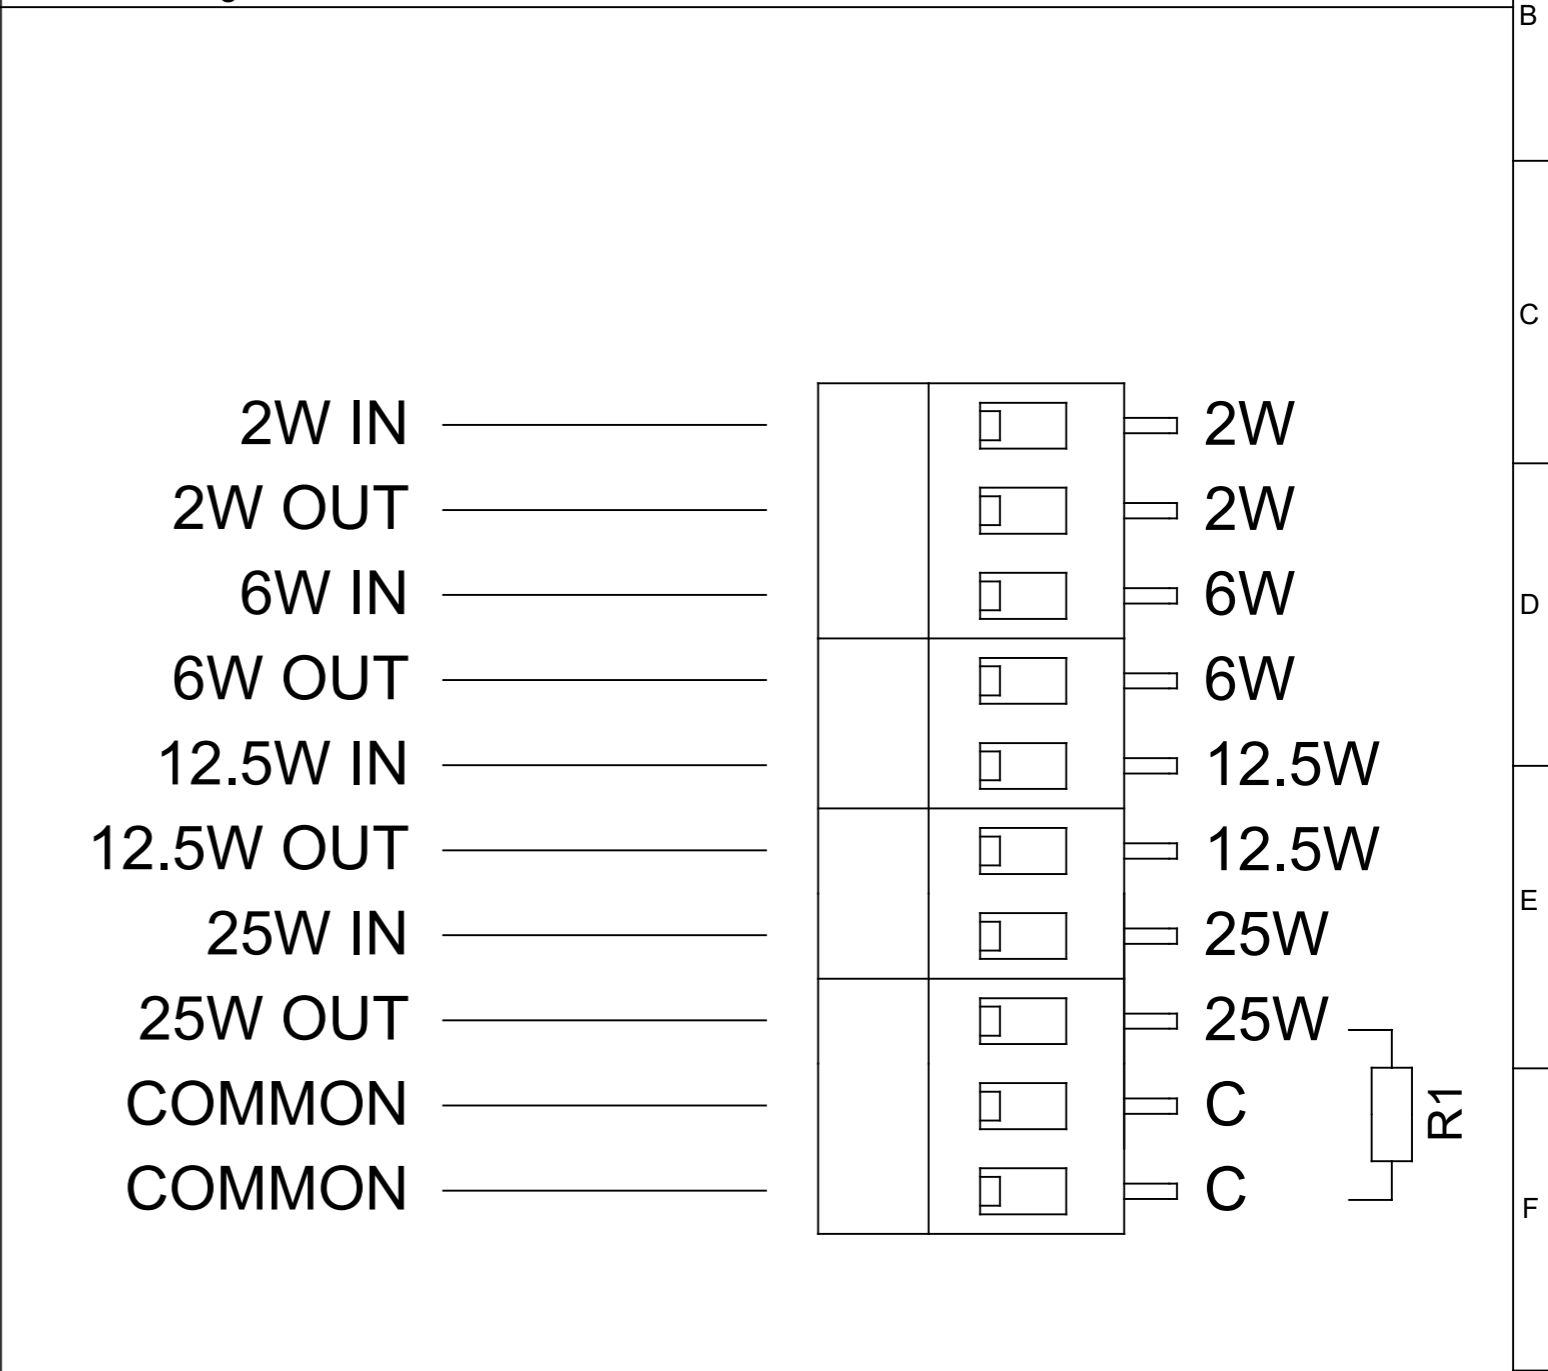 B
C
2W IN 2W
2W OUT 2W
6W IN 6W
D
6W OUT 6W
12.5W IN 12.5W
12.5W OUT 12.5W
E
25W IN 25W
25W OUT 25W
COMMON C
R1
COMMON C
F